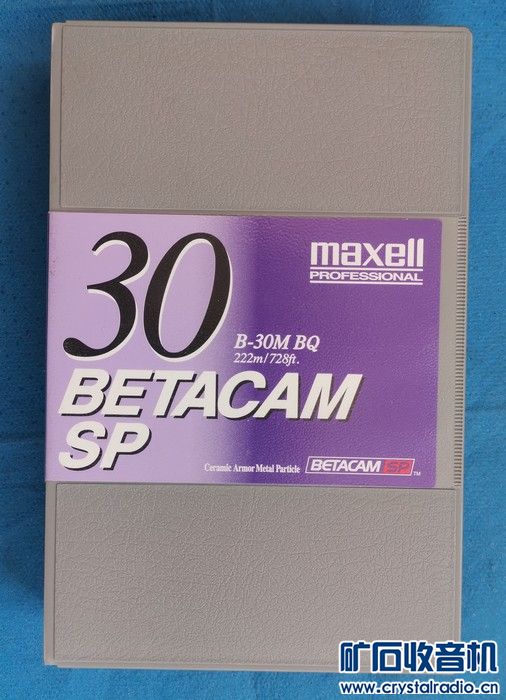 30
maxell
PROFESSIONAL
B-30M BQ
222m/728ft.
BETACAM
SP
Ceramic Armor Metal Particle
BETACAM SP TM
矿石收音机
www.crystalradio.cn